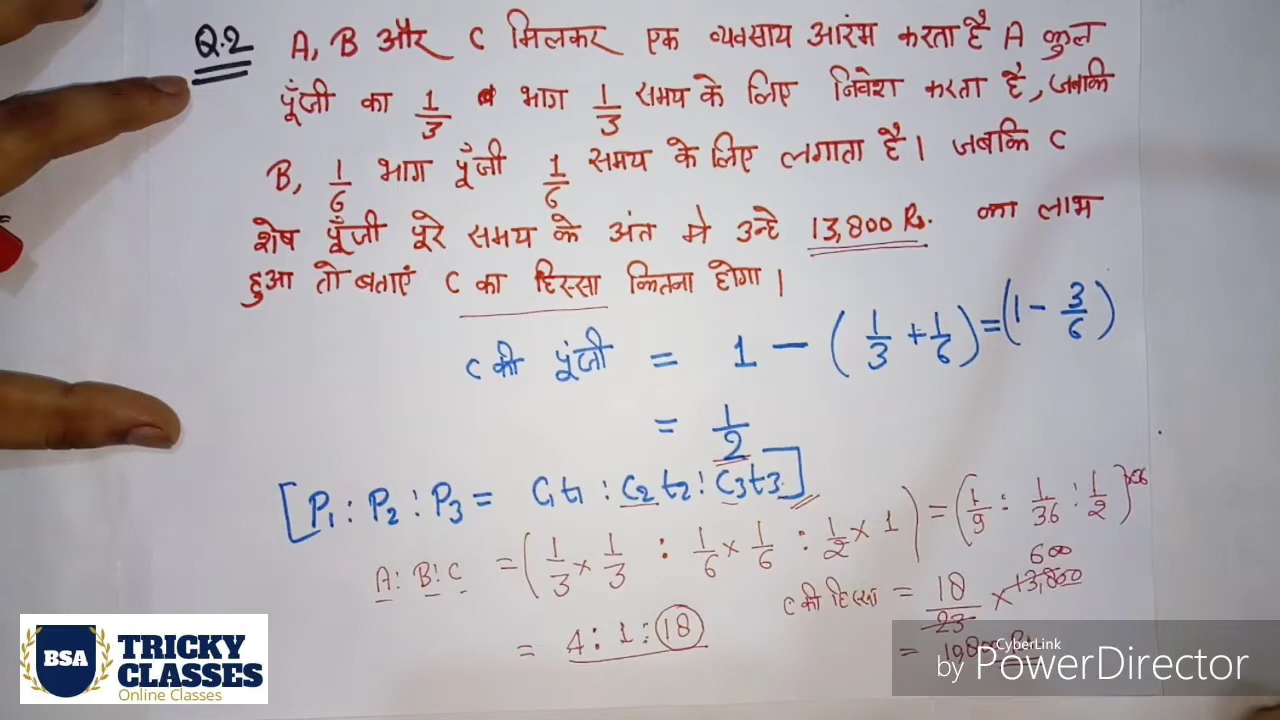 Q.2 A, B और C मिलकर एक व्यवसाय आरंभ करता है A कुल
पूँजी का 1/3 भाग 1/3 समय के लिए निवेश करता है, जबकि
B, 1/6 भाग पूँजी 1/6 समय के लिए लगाता है। जबकि C
शेष पूँजी पूरे समय के अंत मे उन्हे 13,800 Rs. का लाभ
हुआ तो बताएं C का हिस्सा कितना होगा।
C की पूंजी = 1 - (1/3 + 1/6) = (1 - 3/6)
= 1/2
[P₁ : P₂ : P₃ = C₁t₁ : C₂t₂ : C₃t₃]
A : B : C = (1/3 × 1/3 : 1/6 × 1/6 : 1/2 × 1) = (1/9 : 1/36 : 1/2) ×36
= 4 : 1 : 18
600
C की हिस्सा = 18/23 × 13,800
= 10,800 Rs.
BSA TRICKY CLASSES
Online Classes
CyberLink
by PowerDirector